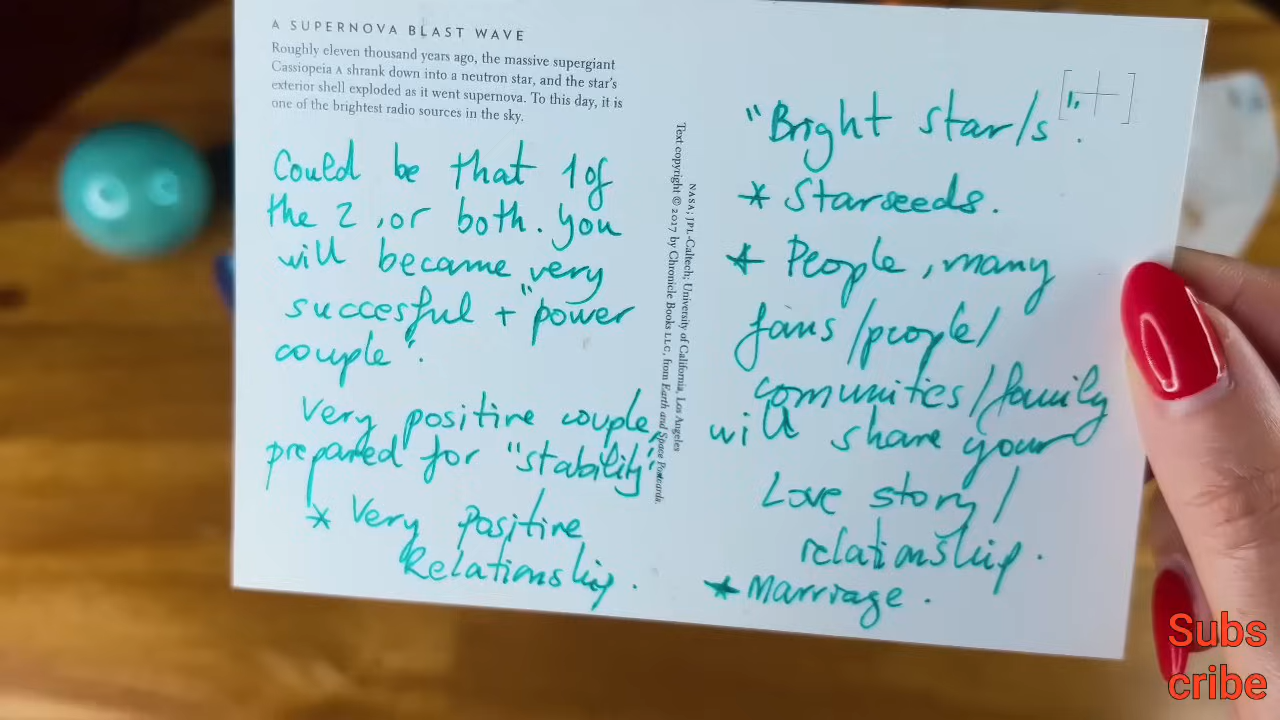 A SUPERNOVA BLAST WAVE
Roughly eleven thousand years ago, the massive supergiant
Cassiopeia A shrank down into a neutron star, and the star's
exterior shell exploded as it went supernova. To this day, it is
one of the brightest radio sources in the sky.
Could be that 1 of
the 2, or both. you
will became very
succesful + "power
couple".
Very positive couple,
prepared for "stability".
* Very positive
Relationship.
NASA; JPL-Caltech; University of California, Los Angeles
Text copyright © 2017 by Chronicle Books LLC, from Earth and Space Postcards.
"Bright star/s".
* Starseeds.
* People, many
fans/people/
comunities/family
will share your
Love story/
relationship.
* Marriage.
Subs
cribe